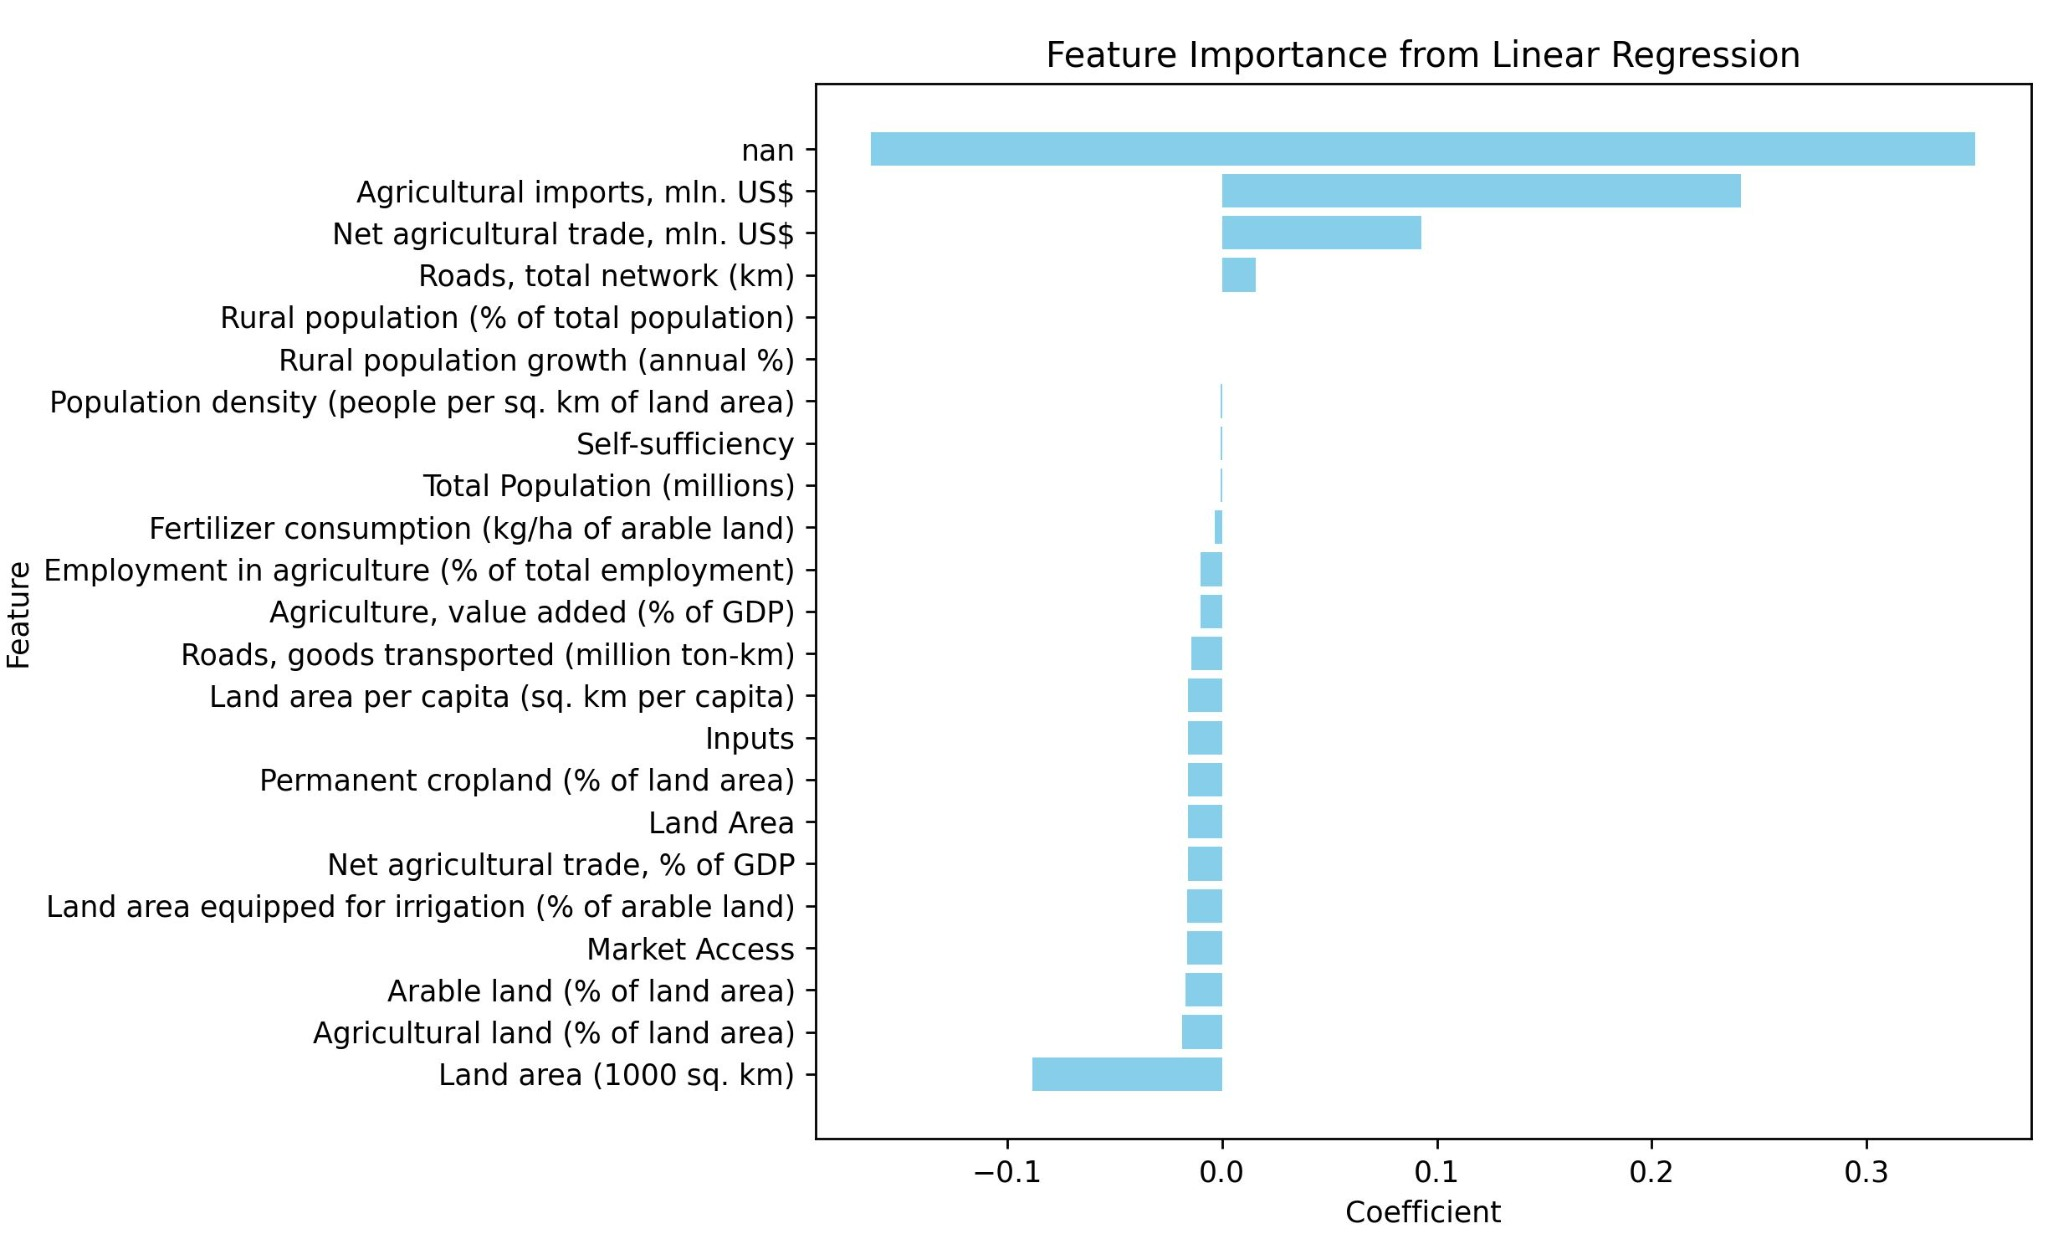 Feature Importance from Linear Regression
nan
Agricultural imports, mln. US$
Net agricultural trade, mln. US$
Roads, total network (km)
Rural population (% of total population)
Rural population growth (annual %)
Population density (people per sq. km of land area)
Self-sufficiency
Total Population (millions)
Fertilizer consumption (kg/ha of arable land)
Employment in agriculture (% of total employment)
Agriculture, value added (% of GDP)
Roads, goods transported (million ton-km)
Land area per capita (sq. km per capita)
Inputs
Permanent cropland (% of land area)
Land Area
Net agricultural trade, % of GDP
Land area equipped for irrigation (% of arable land)
Market Access
Arable land (% of land area)
Agricultural land (% of land area)
Land area (1000 sq. km)
Feature
−0.1 0.0 0.1 0.2 0.3
Coefficient